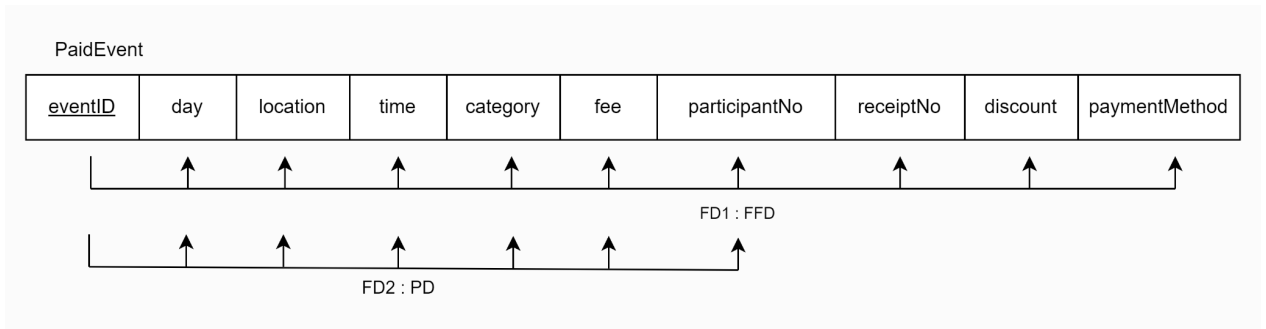 PaidEvent
eventID day location time category fee participantNo receiptNo discount paymentMethod
FD1 : FFD
FD2 : PD